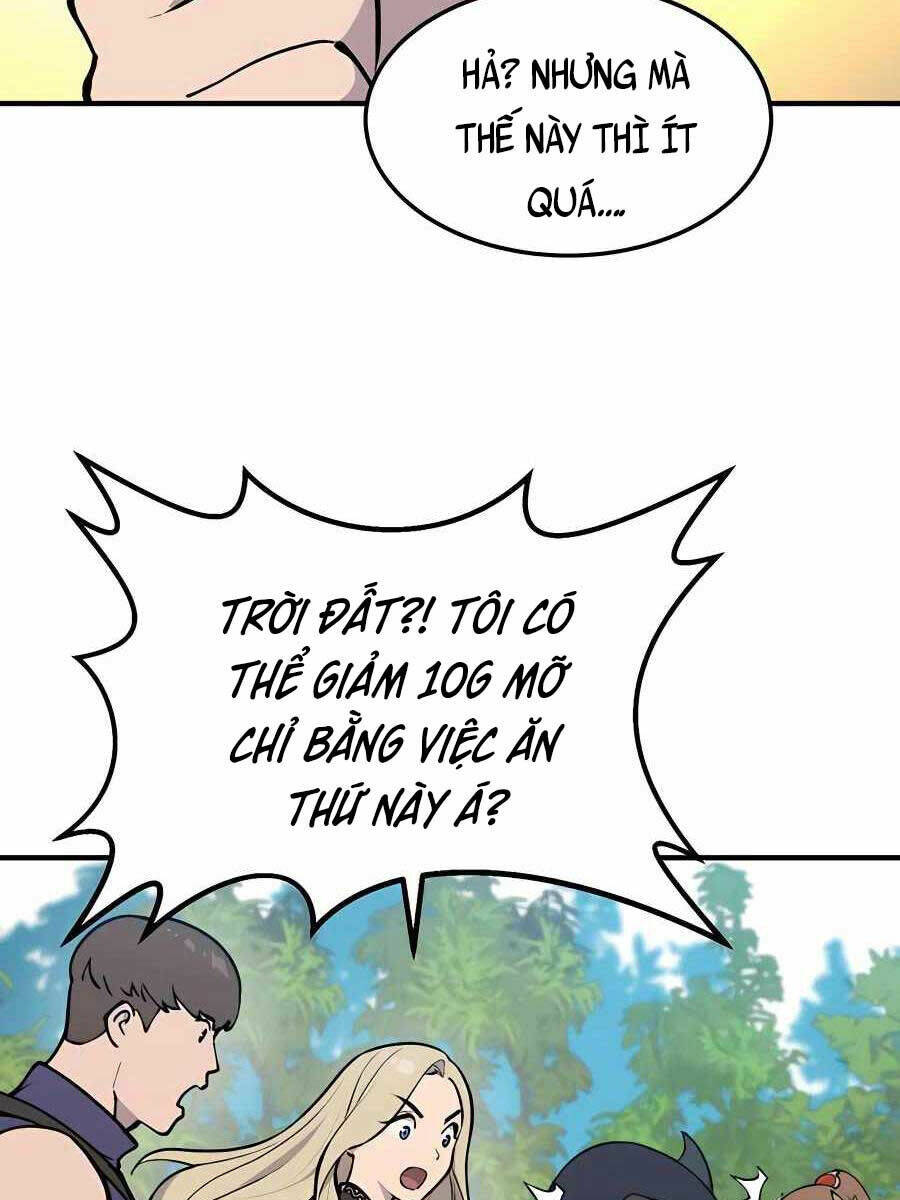 HẢ? NHƯNG MÀ
THẾ NÀY THÌ ÍT
QUÁ....
TRỜI ĐẤT?! TÔI CÓ
THỂ GIẢM 10G MỠ
CHỈ BẰNG VIỆC ĂN
THỨ NÀY Á?